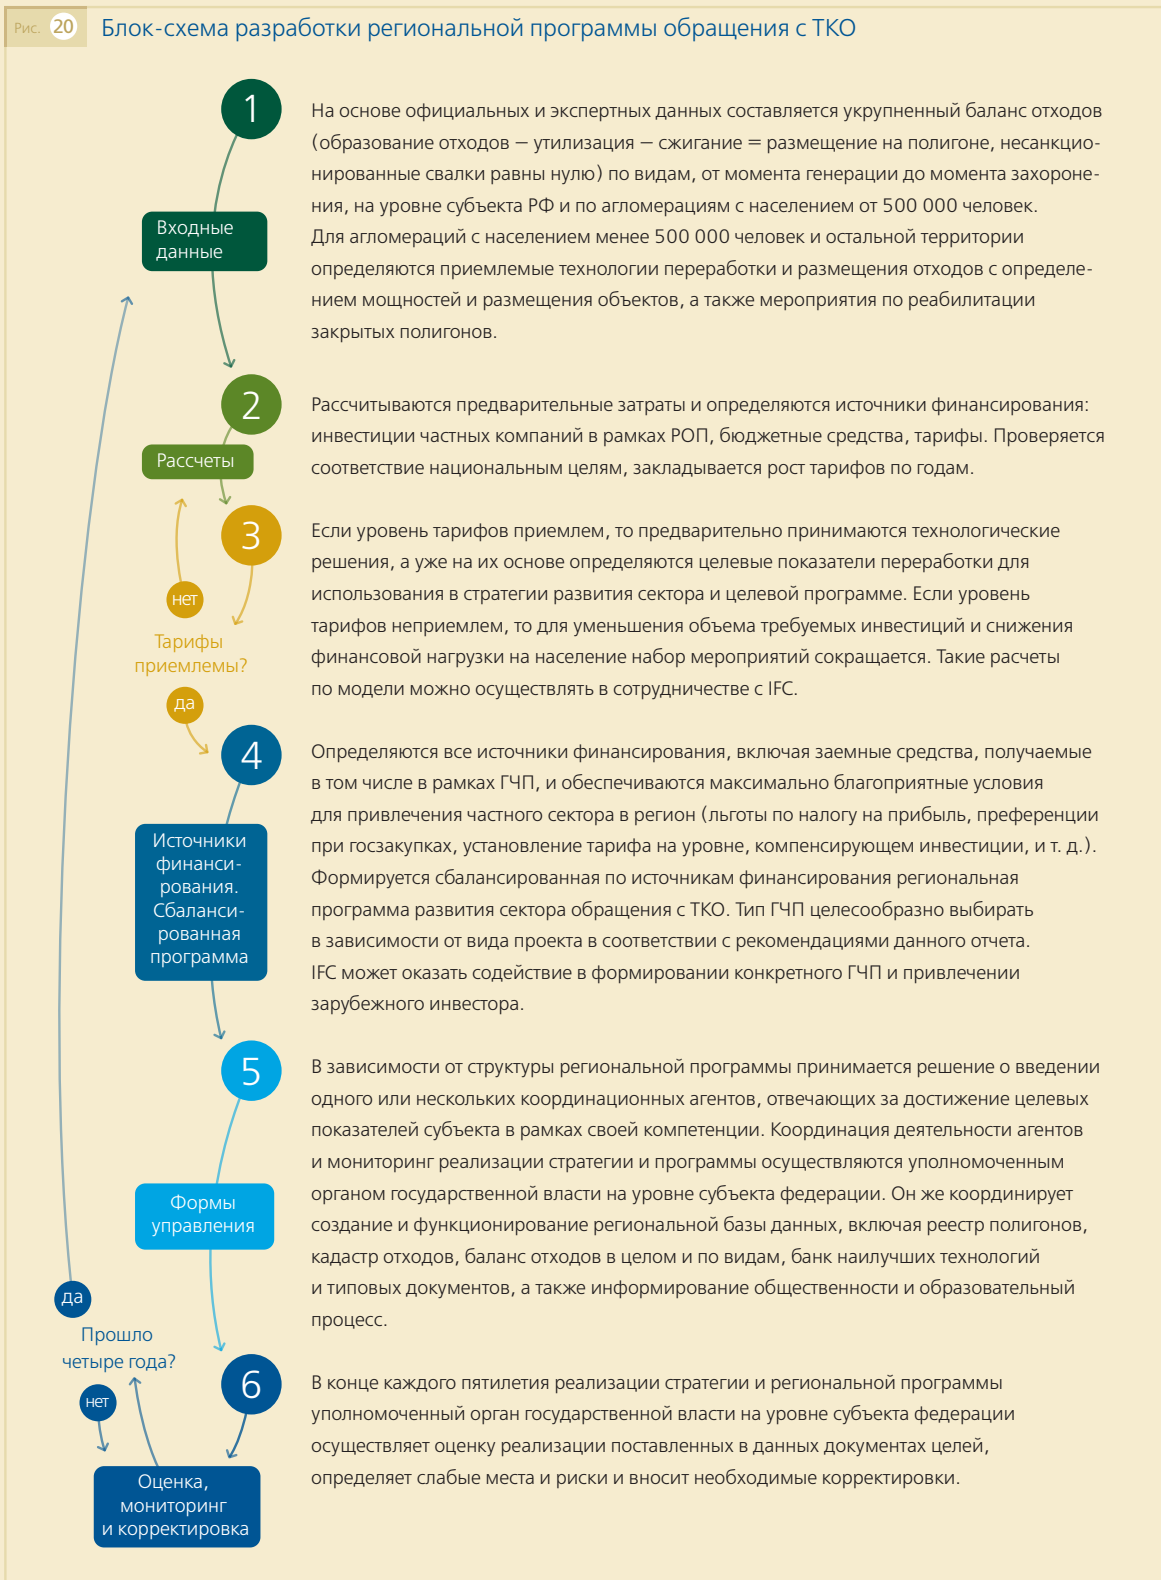 Рис. 20 Блок-схема разработки региональной программы обращения с ТКО
1
На основе официальных и экспертных данных составляется укрупненный баланс отходов
(образование отходов — утилизация — сжигание = размещение на полигоне, несанкцио-
нированные свалки равны нулю) по видам, от момента генерации до момента захороне-
ния, на уровне субъекта РФ и по агломерациям с населением от 500 000 человек.
Для агломераций с населением менее 500 000 человек и остальной территории
определяются приемлемые технологии переработки и размещения отходов с определе-
нием мощностей и размещения объектов, а также мероприятия по реабилитации
закрытых полигонов.
Входные
данные
2
Рассчитываются предварительные затраты и определяются источники финансирования:
инвестиции частных компаний в рамках РОП, бюджетные средства, тарифы. Проверяется
соответствие национальным целям, закладывается рост тарифов по годам.
Рассчеты
3
Если уровень тарифов приемлем, то предварительно принимаются технологические
решения, а уже на их основе определяются целевые показатели переработки для
использования в стратегии развития сектора и целевой программе. Если уровень
тарифов неприемлем, то для уменьшения объема требуемых инвестиций и снижения
финансовой нагрузки на население набор мероприятий сокращается. Такие расчеты
по модели можно осуществлять в сотрудничестве с IFC.
нет
Тарифы
приемлемы?
да
4
Определяются все источники финансирования, включая заемные средства, получаемые
в том числе в рамках ГЧП, и обеспечиваются максимально благоприятные условия
для привлечения частного сектора в регион (льготы по налогу на прибыль, преференции
при госзакупках, установление тарифа на уровне, компенсирующем инвестиции, и т. д.).
Формируется сбалансированная по источникам финансирования региональная
программа развития сектора обращения с ТКО. Тип ГЧП целесообразно выбирать
в зависимости от вида проекта в соответствии с рекомендациями данного отчета.
IFC может оказать содействие в формировании конкретного ГЧП и привлечении
зарубежного инвестора.
Источники
финанси-
рования.
Сбаланси-
рованная
программа
5
В зависимости от структуры региональной программы принимается решение о введении
одного или нескольких координационных агентов, отвечающих за достижение целевых
показателей субъекта в рамках своей компетенции. Координация деятельности агентов
и мониторинг реализации стратегии и программы осуществляются уполномоченным
органом государственной власти на уровне субъекта федерации. Он же координирует
создание и функционирование региональной базы данных, включая реестр полигонов,
кадастр отходов, баланс отходов в целом и по видам, банк наилучших технологий
и типовых документов, а также информирование общественности и образовательный
процесс.
Формы
управления
да
Прошло
четыре года?
нет
6
В конце каждого пятилетия реализации стратегии и региональной программы
уполномоченный орган государственной власти на уровне субъекта федерации
осуществляет оценку реализации поставленных в данных документах целей,
определяет слабые места и риски и вносит необходимые корректировки.
Оценка,
мониторинг
и корректировка